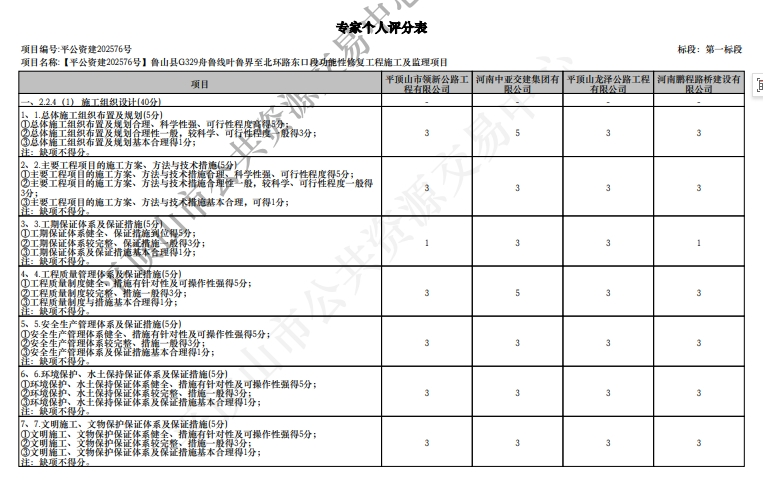 专家个人评分表
项目编号:平公资建202576号
标段：第一标段
项目名称:【平公资建202576号】鲁山县G329舟鲁线叶鲁界至北环路东口段功能性修复工程施工及监理项目
项目 平顶山市领新公路工程有限公司 河南中亚交建集团有限公司 平顶山龙泽公路工程有限公司 河南鹏程路桥建设有限公司
一、2.2.4（1） 施工组织设计(40分) - - - -
1、1.总体施工组织布置及规划(5分)
①总体施工组织布置及规划合理、科学性强、可行性程度高得5分；
②总体施工组织布置及规划合理性一般，较科学、可行性程度一般得3分；
③总体施工组织布置及规划基本合理得1分；
注：缺项不得分。
3 5 3 3
2、2.主要工程项目的施工方案、方法与技术措施(5分)
①主要工程项目的施工方案、方法与技术措施合理、科学性强、可行性程度得5分；
②主要工程项目的施工方案、方法与技术措施合理性一般，较科学、可行性程度一般得
3分；
③主要工程项目的施工方案、方法与技术措施基本合理，可得1分；
注：缺项不得分。
3 3 3 3
3、3.工期保证体系及保证措施(5分)
①工期保证体系健全、保证措施到位得5分；
②工期保证体系较完整、保证措施一般得3分；
③工期保证体系及保证措施基本合理得1分；
注：缺项不得分。
1 3 3 1
4、4.工程质量管理体系及保证措施(5分)
①工程质量制度健全、措施有针对性及可操作性强得5分；
②工程质量制度较完整、措施一般得3分；
③工程质量制度与措施基本合理得1分；
注：缺项不得分。
3 5 3 3
5、5.安全生产管理体系及保证措施(5分)
①安全生产管理体系健全、措施有针对性及可操作性强得5分；
②安全生产管理体系较完整、措施一般得3分；
③安全生产管理体系及保证措施基本合理得1分；
注：缺项不得分。
3 3 3 3
6、6.环境保护、水土保持保证体系及保证措施(5分)
①环境保护、水土保持保证体系健全、措施有针对性及可操作性强得5分；
②环境保护、水土保持保证体系较完整、措施一般得3分；
③环境保护、水土保持保证体系及保证措施基本合理得1分；
注：缺项不得分。
3 3 3 3
7、7.文明施工、文物保护保证体系及保证措施(5分)
①文明施工、文物保护保证体系健全、措施有针对性及可操作性强得5分；
②文明施工、文物保护保证体系较完整、措施一般得3分；
③文明施工、文物保护保证体系及保证措施基本合理得1分；
注：缺项不得分。
3 3 3 3
平顶山市公共资源交易中心